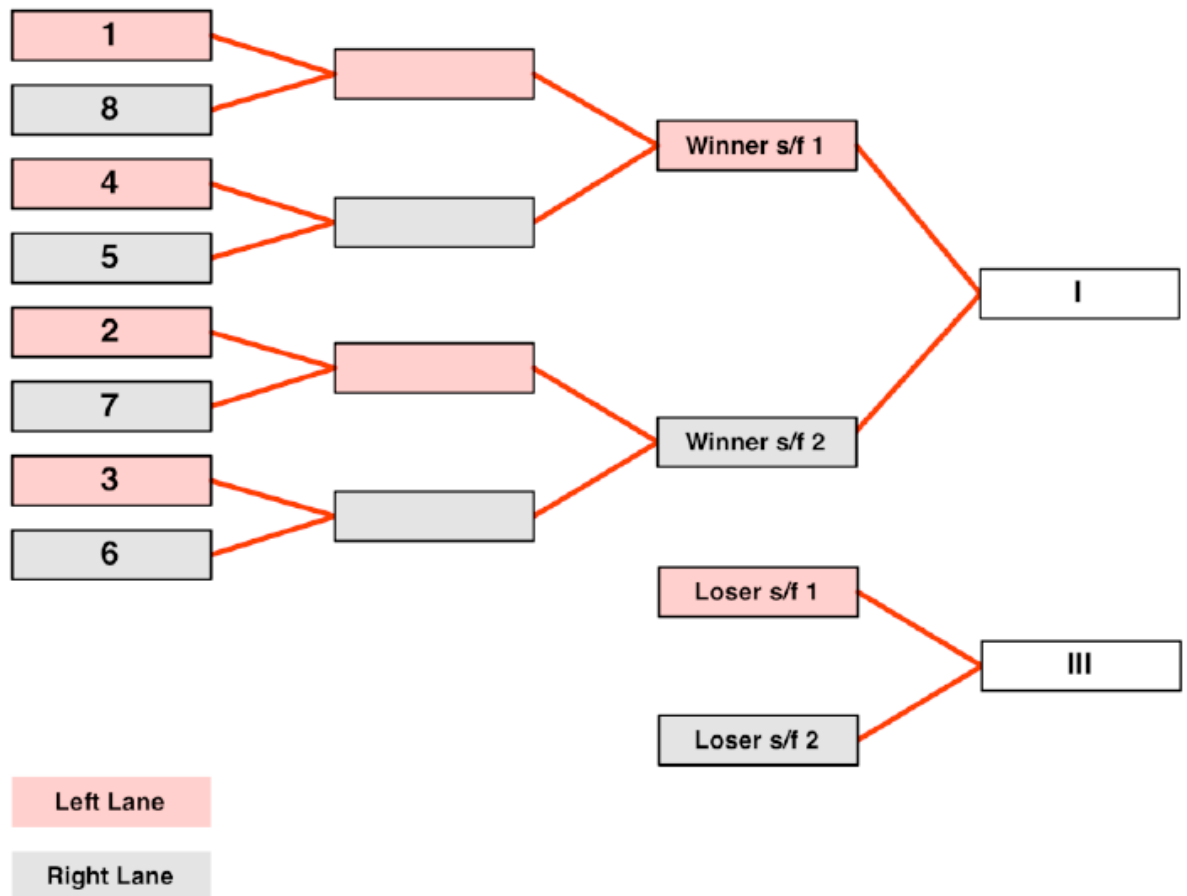 1
8
4
5
2
7
3
6
Winner s/f 1
Winner s/f 2
I
Loser s/f 1
Loser s/f 2
III
Left Lane
Right Lane